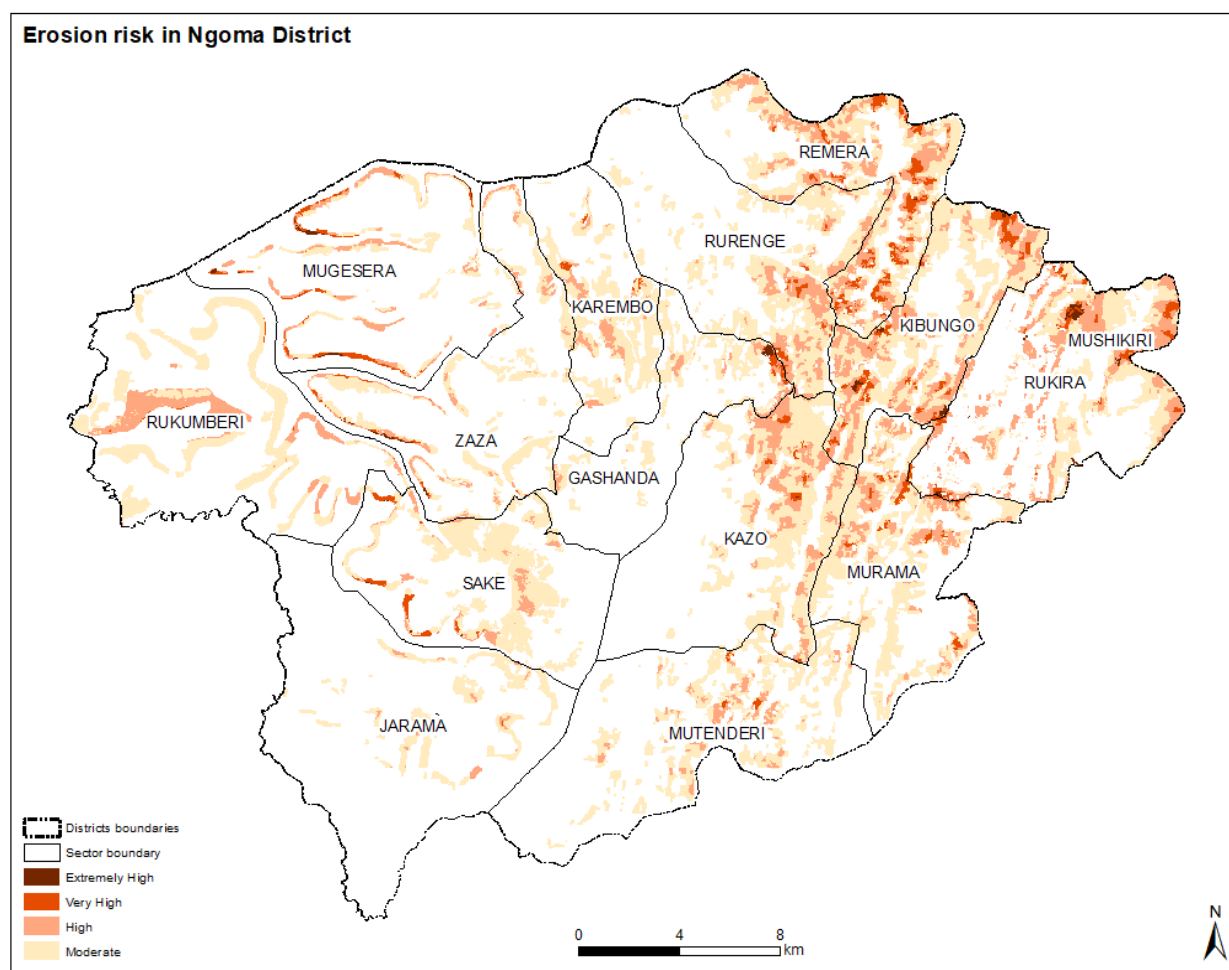 Erosion risk in Ngoma District
REMERA
RURENGE
MUGESERA
KAREMBO
KIBUNGO
MUSHIKIRI
RUKIRA
RUKUMBERI
ZAZA
GASHANDA
KAZO
SAKE
MURAMA
JARAMA
MUTENDERI
Districts boundaries
Sector boundary
Extremely High
Very High
High
Moderate
0 4 8
km
N